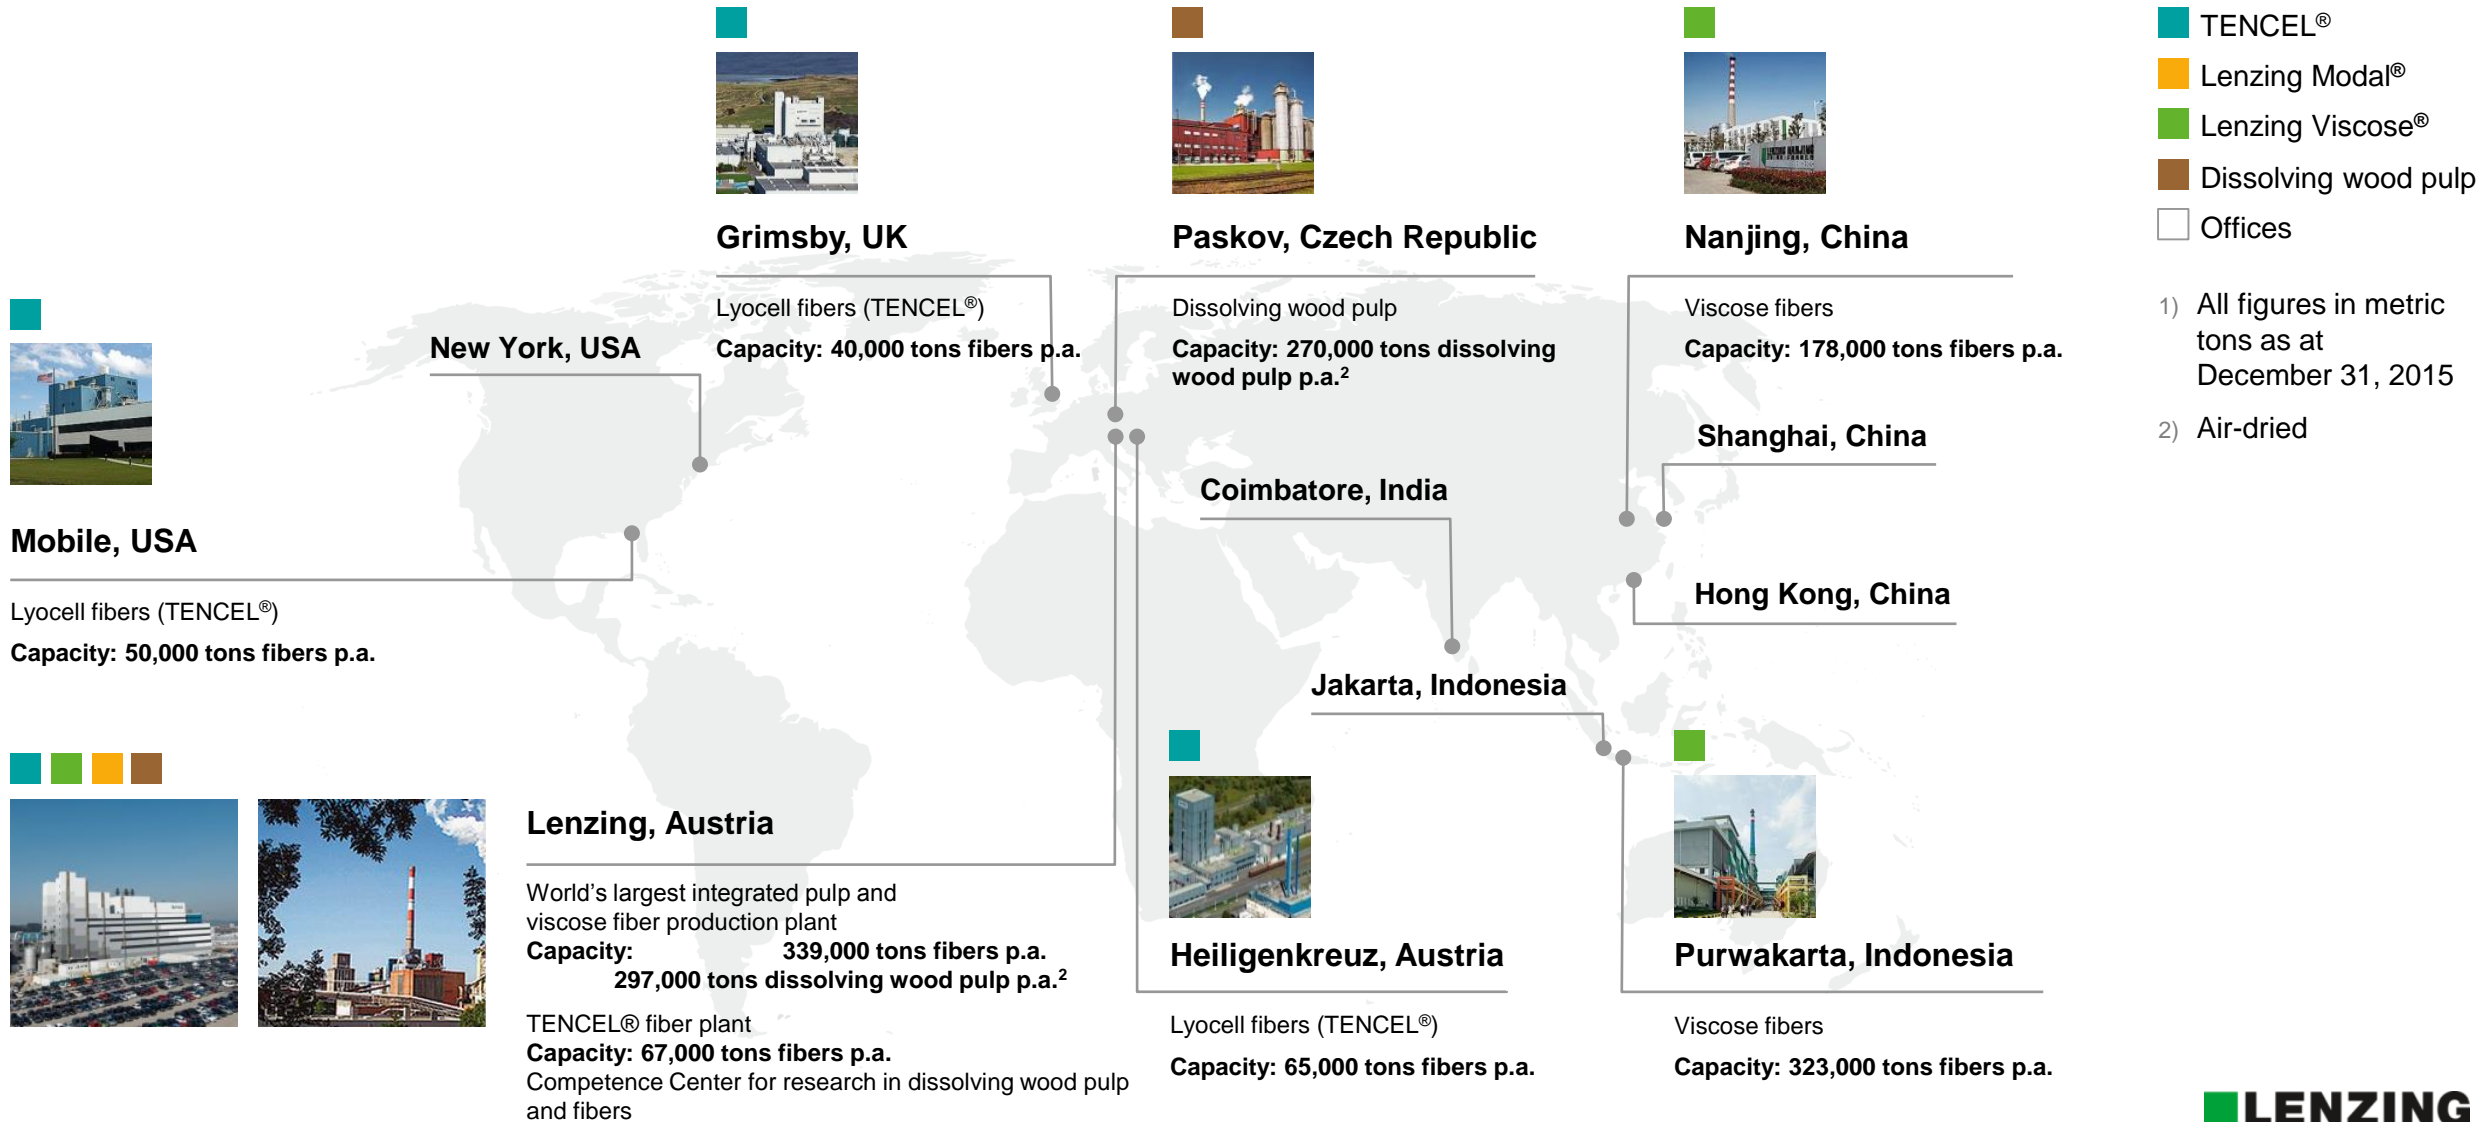 Grimsby, UK
Lyocell fibers (TENCEL®)
Capacity: 40,000 tons fibers p.a.
Paskov, Czech Republic
Dissolving wood pulp
Capacity: 270,000 tons dissolving
wood pulp p.a.²
Nanjing, China
Viscose fibers
Capacity: 178,000 tons fibers p.a.
TENCEL®
Lenzing Modal®
Lenzing Viscose®
Dissolving wood pulp
Offices
1) All figures in metric
tons as at
December 31, 2015
2) Air-dried
New York, USA
Mobile, USA
Lyocell fibers (TENCEL®)
Capacity: 50,000 tons fibers p.a.
Shanghai, China
Coimbatore, India
Hong Kong, China
Jakarta, Indonesia
Lenzing, Austria
World’s largest integrated pulp and
viscose fiber production plant
Capacity: 339,000 tons fibers p.a.
297,000 tons dissolving wood pulp p.a.²
TENCEL® fiber plant
Capacity: 67,000 tons fibers p.a.
Competence Center for research in dissolving wood pulp
and fibers
Heiligenkreuz, Austria
Lyocell fibers (TENCEL®)
Capacity: 65,000 tons fibers p.a.
Purwakarta, Indonesia
Viscose fibers
Capacity: 323,000 tons fibers p.a.
LENZING